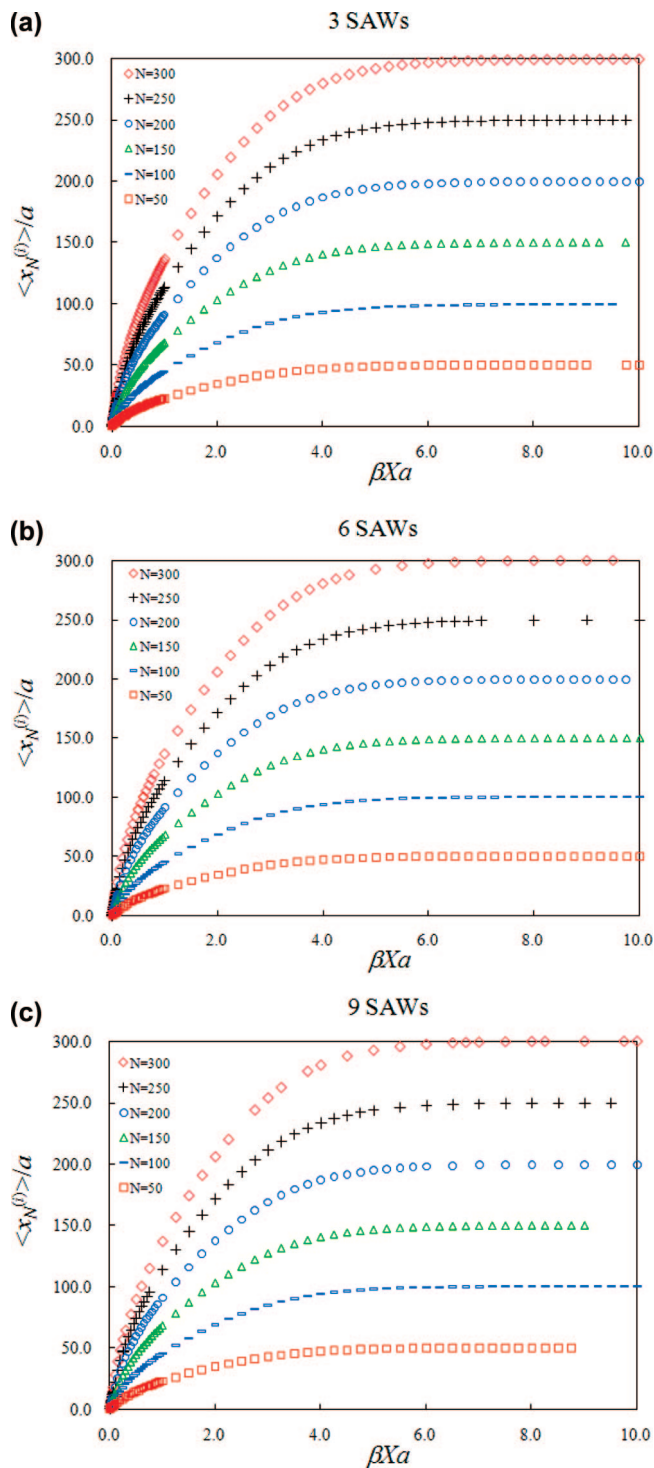 (a)
3 SAWs
300.0
250.0
200.0
150.0
100.0
50.0
0.0
N=300
N=250
N=200
N=150
N=100
N=50
<x_N^(i)>/a
0.0 2.0 4.0 6.0 8.0 10.0
βXa
(b)
6 SAWs
300.0
250.0
200.0
150.0
100.0
50.0
0.0
N=300
N=250
N=200
N=150
N=100
N=50
<x_N^(i)>/a
0.0 2.0 4.0 6.0 8.0 10.0
βXa
(c)
9 SAWs
300.0
250.0
200.0
150.0
100.0
50.0
0.0
N=300
N=250
N=200
N=150
N=100
N=50
<x_N^(i)>/a
0.0 2.0 4.0 6.0 8.0 10.0
βXa